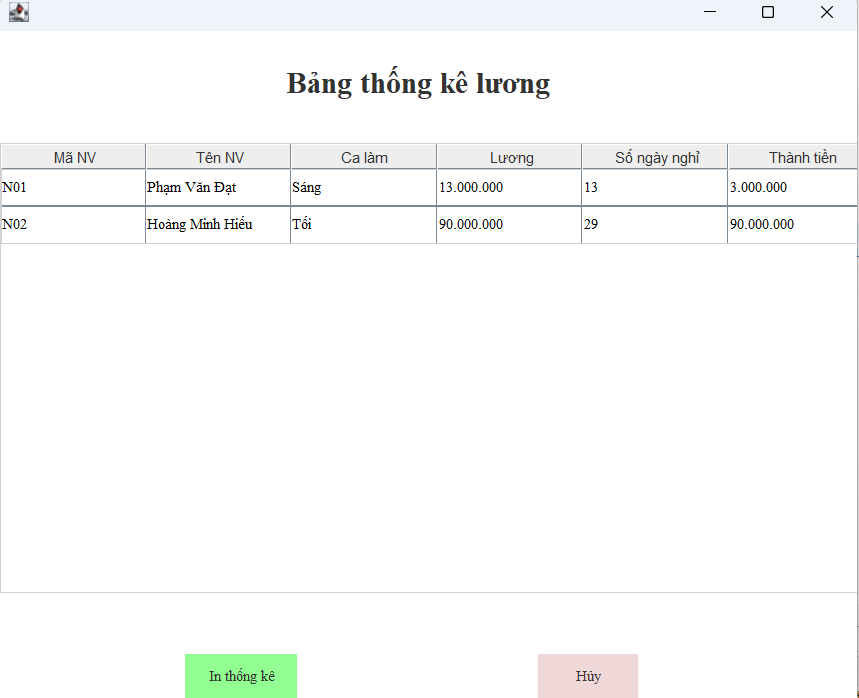 Bảng thống kê lương
Mã NV Tên NV Ca làm Lương Số ngày nghỉ Thành tiền
N01 Phạm Văn Đạt Sáng 13.000.000 13 3.000.000
N02 Hoàng Minh Hiếu Tối 90.000.000 29 90.000.000
In thống kê Hủy